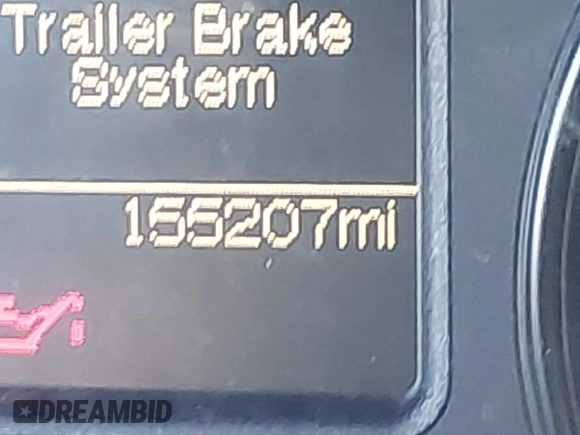 Trailer Brake
System
155207mi
DREAMBID